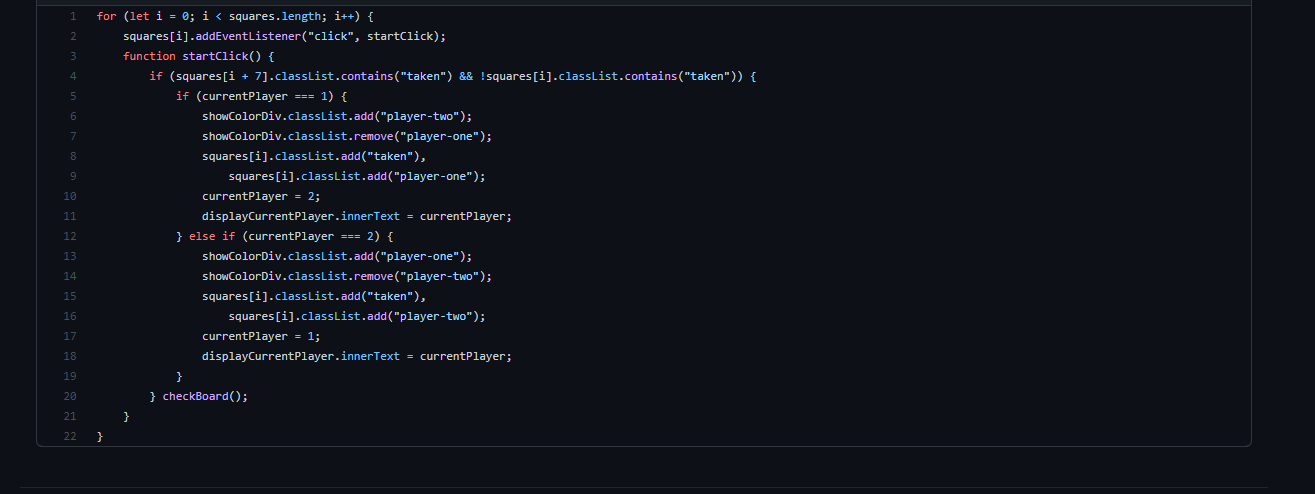 1 for (let i = 0; i < squares.length; i++) {
2 squares[i].addEventListener("click", startClick);
3 function startClick() {
4 if (squares[i + 7].classList.contains("taken") && !squares[i].classList.contains("taken")) {
5 if (currentPlayer === 1) {
6 showColorDiv.classList.add("player-two");
7 showColorDiv.classList.remove("player-one");
8 squares[i].classList.add("taken"),
9 squares[i].classList.add("player-one");
10 currentPlayer = 2;
11 displayCurrentPlayer.innerText = currentPlayer;
12 } else if (currentPlayer === 2) {
13 showColorDiv.classList.add("player-one");
14 showColorDiv.classList.remove("player-two");
15 squares[i].classList.add("taken"),
16 squares[i].classList.add("player-two");
17 currentPlayer = 1;
18 displayCurrentPlayer.innerText = currentPlayer;
19 }
20 } checkBoard();
21 }
22 }